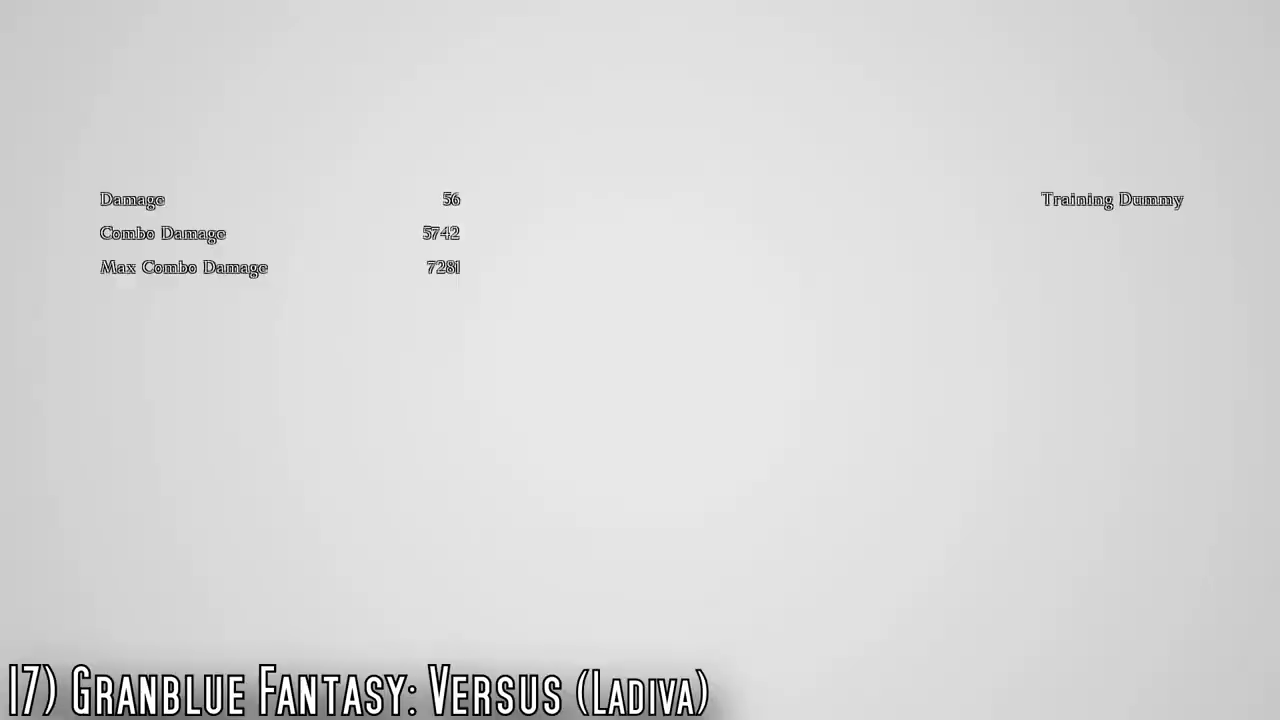 Damage 56
Training Dummy
Combo Damage 5742
Max Combo Damage 7281
17) Granblue Fantasy: Versus (Ladiva)